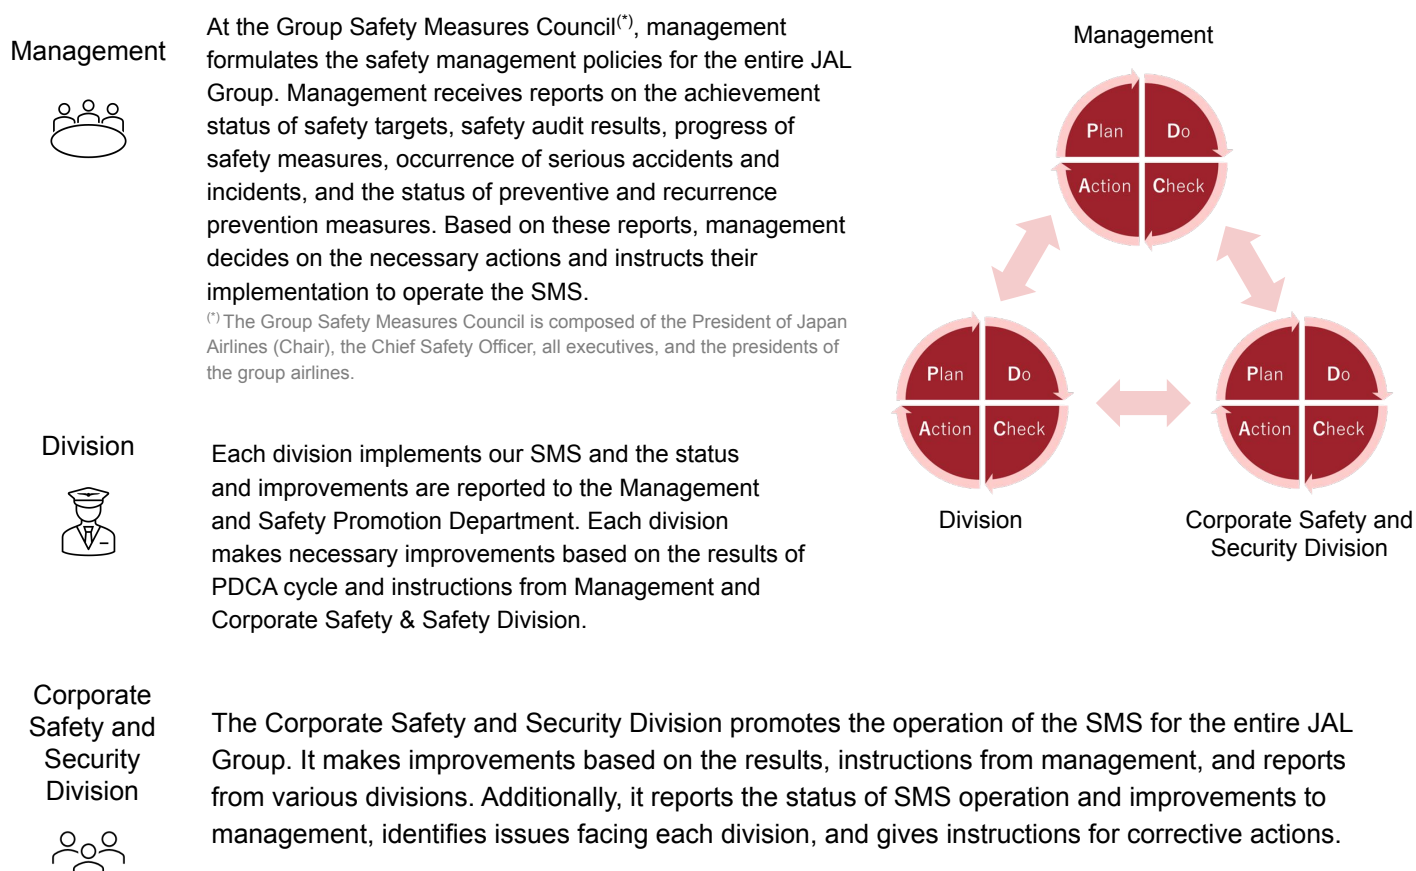 Management
At the Group Safety Measures Council(*), management
formulates the safety management policies for the entire JAL
Group. Management receives reports on the achievement
status of safety targets, safety audit results, progress of
safety measures, occurrence of serious accidents and
incidents, and the status of preventive and recurrence
prevention measures. Based on these reports, management
decides on the necessary actions and instructs their
implementation to operate the SMS.
(*) The Group Safety Measures Council is composed of the President of Japan
Airlines (Chair), the Chief Safety Officer, all executives, and the presidents of
the group airlines.
Management
Plan
Do
Action
Check
Plan
Do
Action
Check
Division
Plan
Do
Action
Check
Corporate Safety and
Security Division
Division
Each division implements our SMS and the status
and improvements are reported to the Management
and Safety Promotion Department. Each division
makes necessary improvements based on the results of
PDCA cycle and instructions from Management and
Corporate Safety & Safety Division.
Corporate
Safety and
Security
Division
The Corporate Safety and Security Division promotes the operation of the SMS for the entire JAL
Group. It makes improvements based on the results, instructions from management, and reports
from various divisions. Additionally, it reports the status of SMS operation and improvements to
management, identifies issues facing each division, and gives instructions for corrective actions.